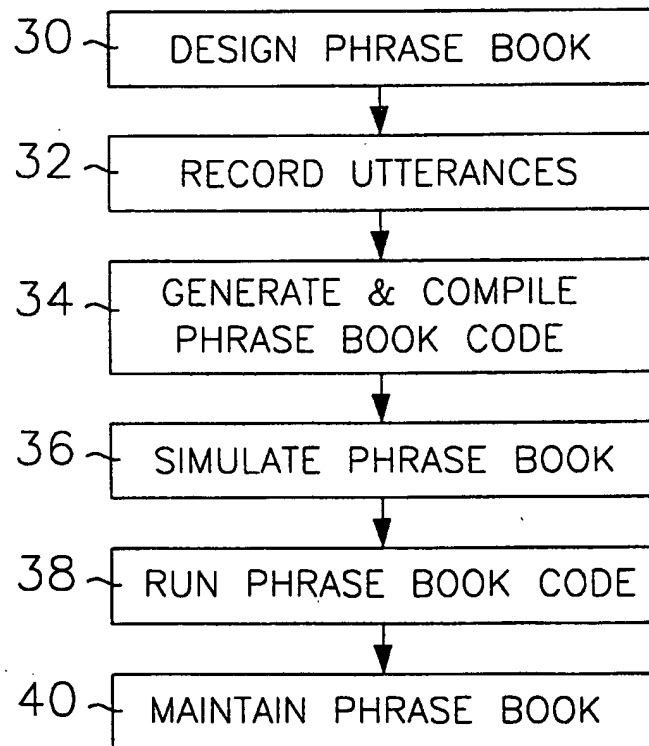 30 DESIGN PHRASE BOOK
32 RECORD UTTERANCES
34 GENERATE & COMPILE
PHRASE BOOK CODE
36 SIMULATE PHRASE BOOK
38 RUN PHRASE BOOK CODE
40 MAINTAIN PHRASE BOOK